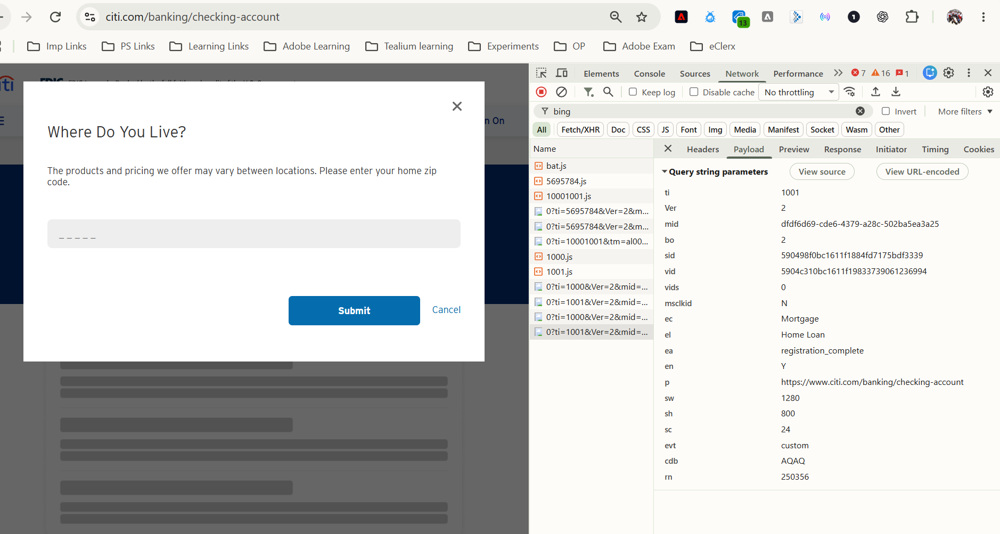 citi.com/banking/checking-account
13
Imp Links
PS Links
Learning Links
Adobe Learning
Tealium learning
Experiments
OP
Adobe Exam
eClerx
Where Do You Live?
The products and pricing we offer may vary between locations. Please enter your home zip
code.
_ _ _ _ _
Submit
Cancel
n On
Elements
Console
Sources
Network
Performance
7
16
1
Keep log
Disable cache
No throttling
bing
Invert
More filters
All
Fetch/XHR
Doc
CSS
JS
Font
Img
Media
Manifest
Socket
Wasm
Other
Name
bat.js
5695784.js
10001001.js
0?ti=5695784&Ver=2&m...
0?ti=5695784&Ver=2&m...
0?ti=10001001&tm=al00...
1000.js
1001.js
0?ti=1000&Ver=2&mid=...
0?ti=1001&Ver=2&mid=...
0?ti=1000&Ver=2&mid=...
0?ti=1001&Ver=2&mid=...
Headers
Payload
Preview
Response
Initiator
Timing
Cookies
Query string parameters
View source
View URL-encoded
ti 1001
Ver 2
mid dfdf6d69-cde6-4379-a28c-502ba5ea3a25
bo 2
sid 590498f0bc1611f1884fd7175bdf3339
vid 5904c310bc1611f19833739061236994
vids 0
msclkid N
ec Mortgage
el Home Loan
ea registration_complete
en Y
p https://www.citi.com/banking/checking-account
sw 1280
sh 800
sc 24
evt custom
cdb AQAQ
rn 250356